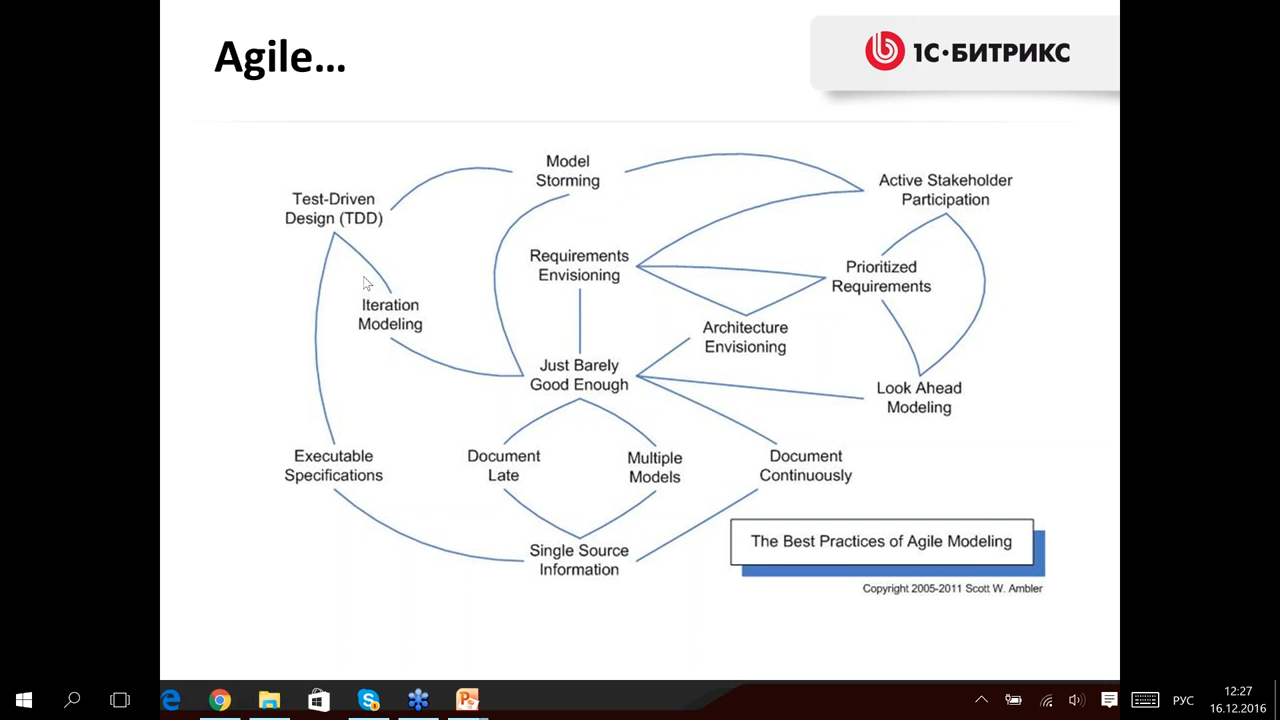 Agile...
1С·БИТРИКС
Model
Storming
Test-Driven
Design (TDD)
Active Stakeholder
Participation
Requirements
Envisioning
Prioritized
Requirements
Iteration
Modeling
Architecture
Envisioning
Just Barely
Good Enough
Look Ahead
Modeling
Executable
Specifications
Document
Late
Multiple
Models
Document
Continuously
Single Source
Information
The Best Practices of Agile Modeling
Copyright 2005-2011 Scott W. Ambler
РУС
12:27
16.12.2016